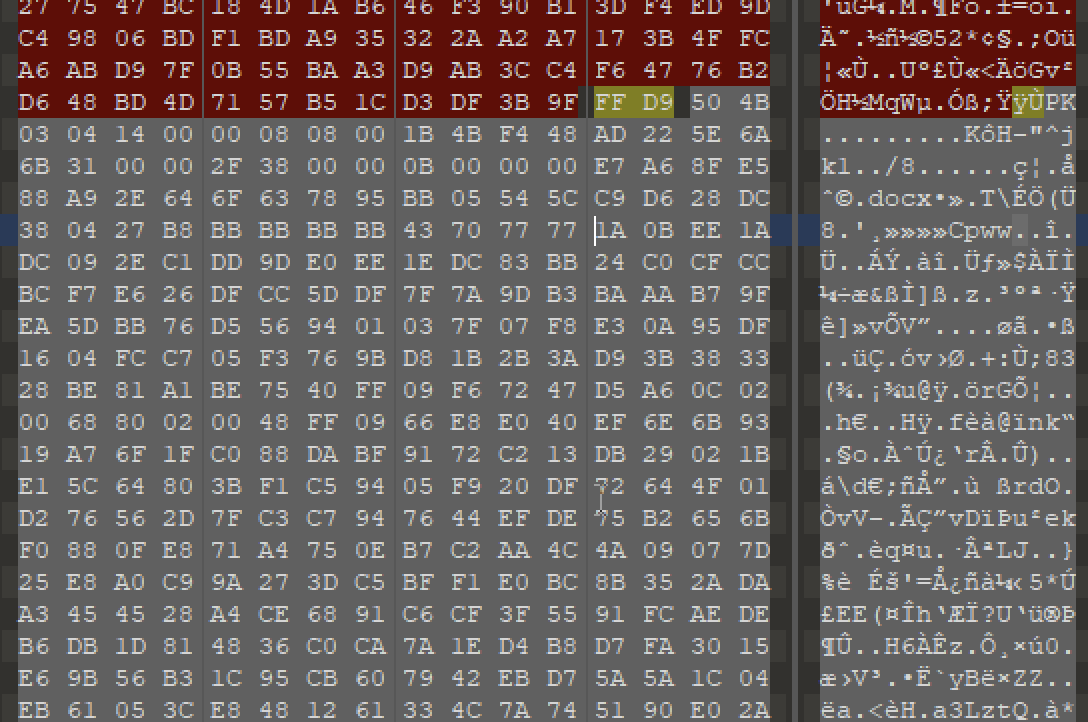 27 75 47 BC 18 4D 1A B6 46 F3 90 B1 3D F4 ED 9D 'uG¼.M.¶Fó.±=ôí.
C4 98 06 BD F1 BD A9 35 32 2A A2 A7 17 3B 4F FC Ä˜.½ñ½©52*¢§.;Oü
A6 AB D9 7F 0B 55 BA A3 D9 AB 3C C4 F6 47 76 B2 ¦«Ù..Uº£Ù«<ÄöGv²
D6 48 BD 4D 71 57 B5 1C D3 DF 3B 9F FF D9 50 4B ÖH½MqWµ.Óß;ŸÿÙPK
03 04 14 00 00 08 08 00 1B 4B F4 48 AD 22 5E 6A .........KôH-"^j
6B 31 00 00 2F 38 00 00 0B 00 00 00 E7 A6 8F E5 k1../8......ç¦.å
88 A9 2E 64 6F 63 78 95 BB 05 54 5C C9 D6 28 DC ˆ©.docx•».T\ÉÖ(Ü
38 04 27 B8 BB BB BB BB 43 70 77 77 1A 0B EE 1A 8.'¸»»»»Cpww..î.
DC 09 2E C1 DD 9D E0 EE 1E DC 83 BB 24 C0 CF CC Ü..ÁÝ.àî.Üƒ»$ÀÏÌ
BC F7 E6 26 DF CC 5D DF 7F 7A 9D B3 BA AA B7 9F ¼÷æ&ßÌ]ß.z.³ºª·Ÿ
EA 5D BB 76 D5 56 94 01 03 7F 07 F8 E3 0A 95 DF ê]»vÕV”....øã.•ß
16 04 FC C7 05 F3 76 9B D8 1B 2B 3A D9 3B 38 33 ..üÇ.óv›Ø.+:Ù;83
28 BE 81 A1 BE 75 40 FF 09 F6 72 47 D5 A6 0C 02 (¾.¡¾u@ÿ.örGÕ¦..
00 68 80 02 00 48 FF 09 66 E8 E0 40 EF 6E 6B 93 .h€..Hÿ.fèà@ïnk“
19 A7 6F 1F C0 88 DA BF 91 72 C2 13 DB 29 02 1B .§o.ÀˆÚ¿‘rÂ.Û)..
E1 5C 64 80 3B F1 C5 94 05 F9 20 DF 72 64 4F 01 á\d€;ñÅ”.ù ßrdO.
D2 76 56 2D 7F C3 C7 94 76 44 EF DE 75 B2 65 6B ÒvV-.ÃÇ”vDïÞu²ek
F0 88 0F E8 71 A4 75 0E B7 C2 AA 4C 4A 09 07 7D ðˆ.èq¤u.·ÂªLJ..}
25 E8 A0 C9 9A 27 3D C5 BF F1 E0 BC 8B 35 2A DA %è Éš'=Å¿ñà¼‹5*Ú
A3 45 45 28 A4 CE 68 91 C6 CF 3F 55 91 FC AE DE £EE(¤Îh‘ÆÏ?U‘ü®Þ
B6 DB 1D 81 48 36 C0 CA 7A 1E D4 B8 D7 FA 30 15 ¶Û..H6ÀÊz.Ô¸×ú0.
E6 9B 56 B3 1C 95 CB 60 79 42 EB D7 5A 5A 1C 04 æ›V³.•Ë`yBë×ZZ..
EB 61 05 3C E8 48 12 61 33 4C 7A 74 51 90 E0 2A ëa.<èH.a3LztQ.à*